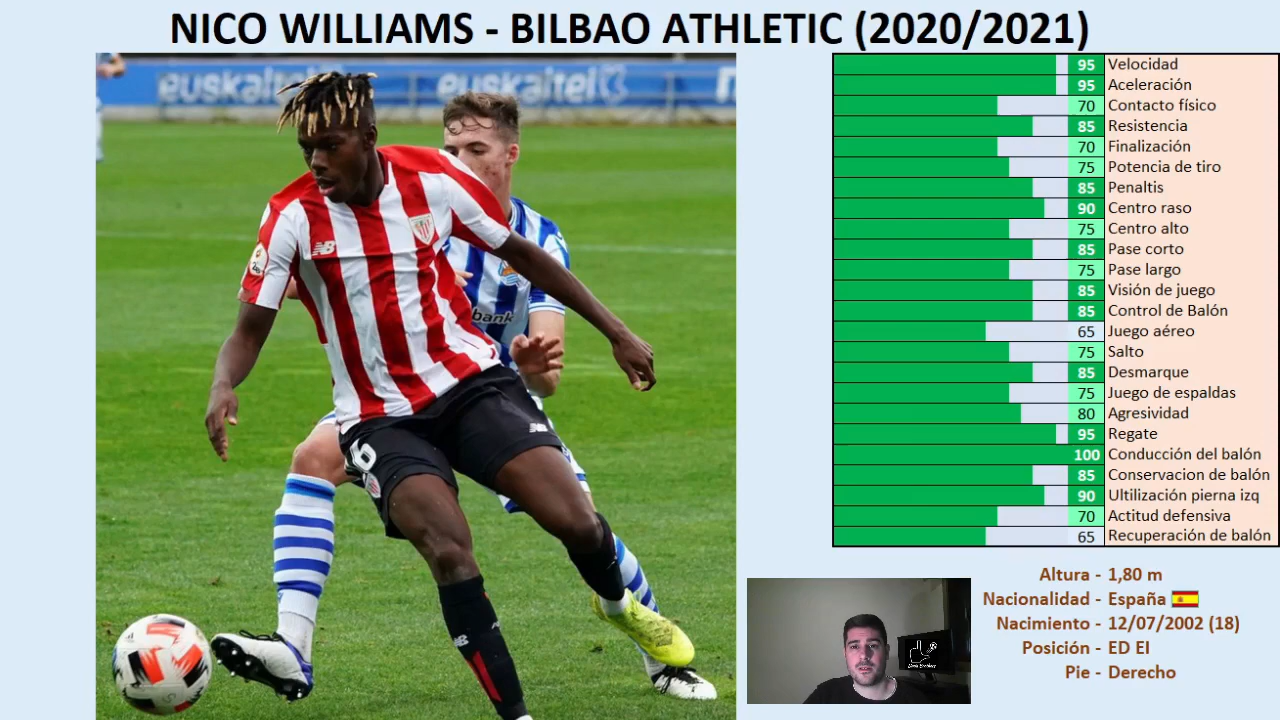 NICO WILLIAMS - BILBAO ATHLETIC (2020/2021)
euskaltel
euskaltel
NB
bank
6
95 Velocidad
95 Aceleración
70 Contacto físico
85 Resistencia
70 Finalización
75 Potencia de tiro
85 Penaltis
90 Centro raso
75 Centro alto
85 Pase corto
75 Pase largo
85 Visión de juego
85 Control de Balón
65 Juego aéreo
75 Salto
85 Desmarque
75 Juego de espaldas
80 Agresividad
95 Regate
100 Conducción del balón
85 Conservacion de balón
90 Ultilización pierna izq
70 Actitud defensiva
65 Recuperación de balón
Altura - 1,80 m
Nacionalidad - España
Nacimiento - 12/07/2002 (18)
Posición - ED EI
Pie - Derecho